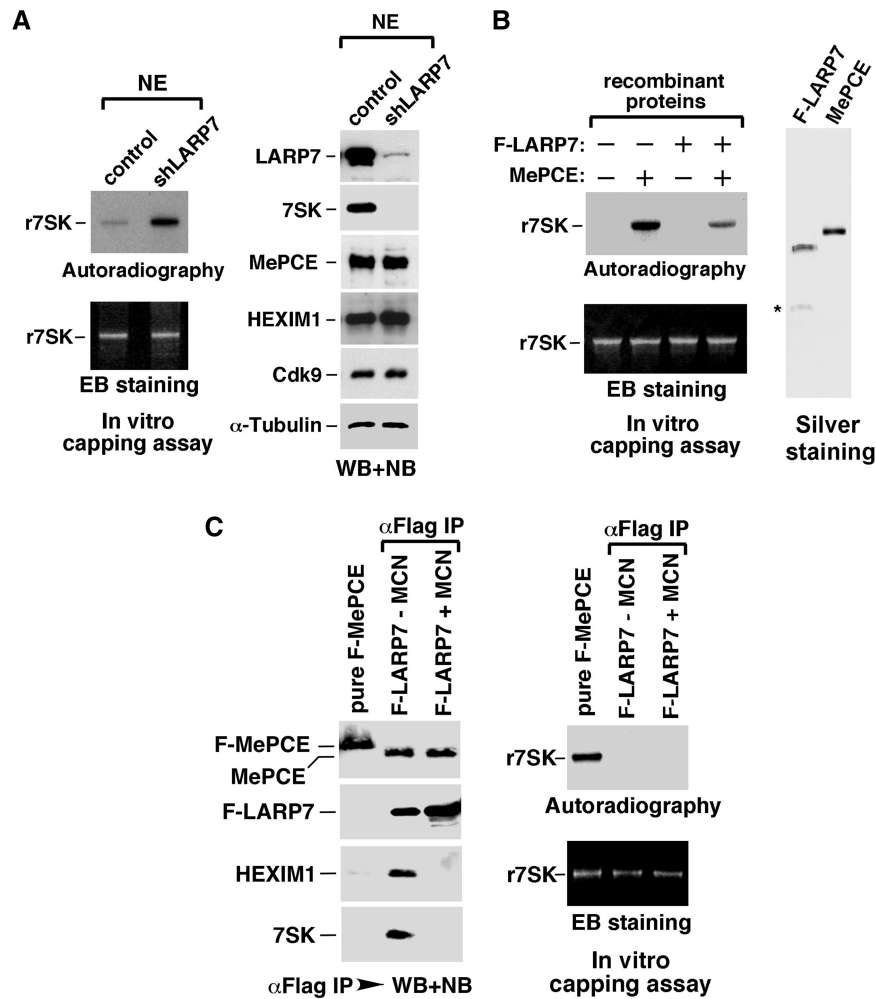 A
NE
control
shLARP7
r7SK
Autoradiography
r7SK
EB staining
In vitro
capping assay
NE
control
shLARP7
LARP7
7SK
MePCE
HEXIM1
Cdk9
α-Tubulin
WB+NB
B
recombinant
proteins
F-LARP7: − − + +
MePCE: − + − +
r7SK
Autoradiography
r7SK
EB staining
In vitro
capping assay
F-LARP7
MePCE
*
Silver
staining
C
αFlag IP
pure F-MePCE
F-LARP7 - MCN
F-LARP7 + MCN
F-MePCE
MePCE
F-LARP7
HEXIM1
7SK
αFlag IP ➤ WB+NB
αFlag IP
pure F-MePCE
F-LARP7 - MCN
F-LARP7 + MCN
r7SK
Autoradiography
r7SK
EB staining
In vitro
capping assay